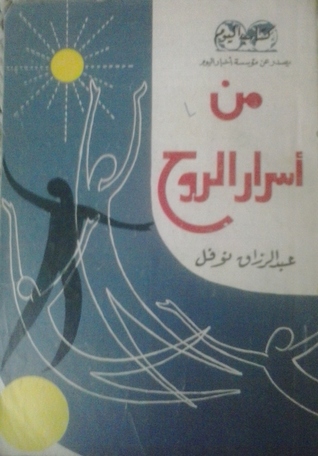 كتاب اليوم
يصدر عن مؤسسة أخبار اليوم
من
أسرار الروح
عبد الرزاق نوفل